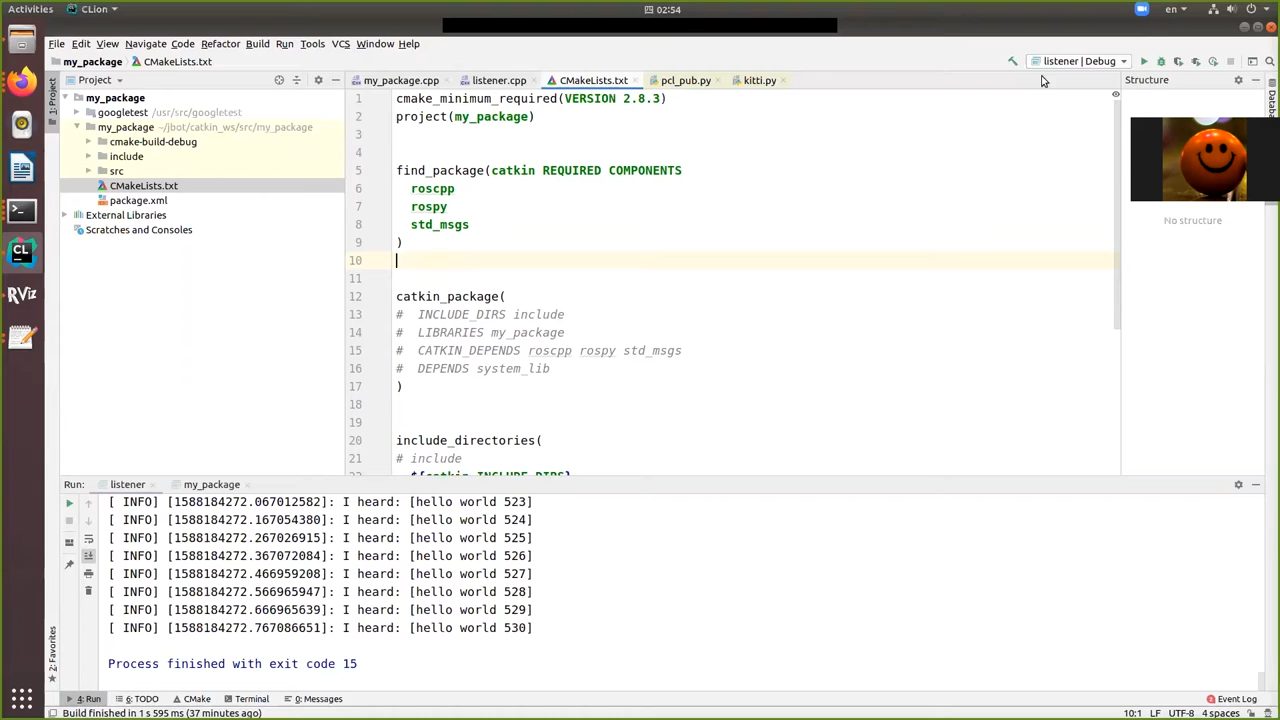 Activities CLion 02:54 en
File Edit View Navigate Code Refactor Build Run Tools VCS Window Help
my_package CMakeLists.txt listener | Debug
Project my_package.cpp listener.cpp CMakeLists.txt pcl_pub.py kitti.py Structure
1: Project
Database
my_package
googletest /usr/src/googletest
my_package ~/jbot/catkin_ws/src/my_package
cmake-build-debug
include
src
CMakeLists.txt
package.xml
External Libraries
Scratches and Consoles
RViz
1 cmake_minimum_required(VERSION 2.8.3)
2 project(my_package)
3
4
5 find_package(catkin REQUIRED COMPONENTS
6 roscpp
7 rospy
8 std_msgs
9 )
10
11
12 catkin_package(
13 # INCLUDE_DIRS include
14 # LIBRARIES my_package
15 # CATKIN_DEPENDS roscpp rospy std_msgs
16 # DEPENDS system_lib
17 )
18
19
20 include_directories(
21 # include
22 ${catkin_INCLUDE_DIRS}
No structure
Run: listener my_package
[ INFO] [1588184272.067012582]: I heard: [hello world 523]
[ INFO] [1588184272.167054380]: I heard: [hello world 524]
[ INFO] [1588184272.267026915]: I heard: [hello world 525]
[ INFO] [1588184272.367072084]: I heard: [hello world 526]
[ INFO] [1588184272.466959208]: I heard: [hello world 527]
[ INFO] [1588184272.566965947]: I heard: [hello world 528]
[ INFO] [1588184272.666965639]: I heard: [hello world 529]
[ INFO] [1588184272.767086651]: I heard: [hello world 530]
Process finished with exit code 15
2: Favorites
4: Run 6: TODO CMake Terminal 0: Messages Event Log
Build finished in 1 s 595 ms (37 minutes ago) 10:1 LF UTF-8 4 spaces